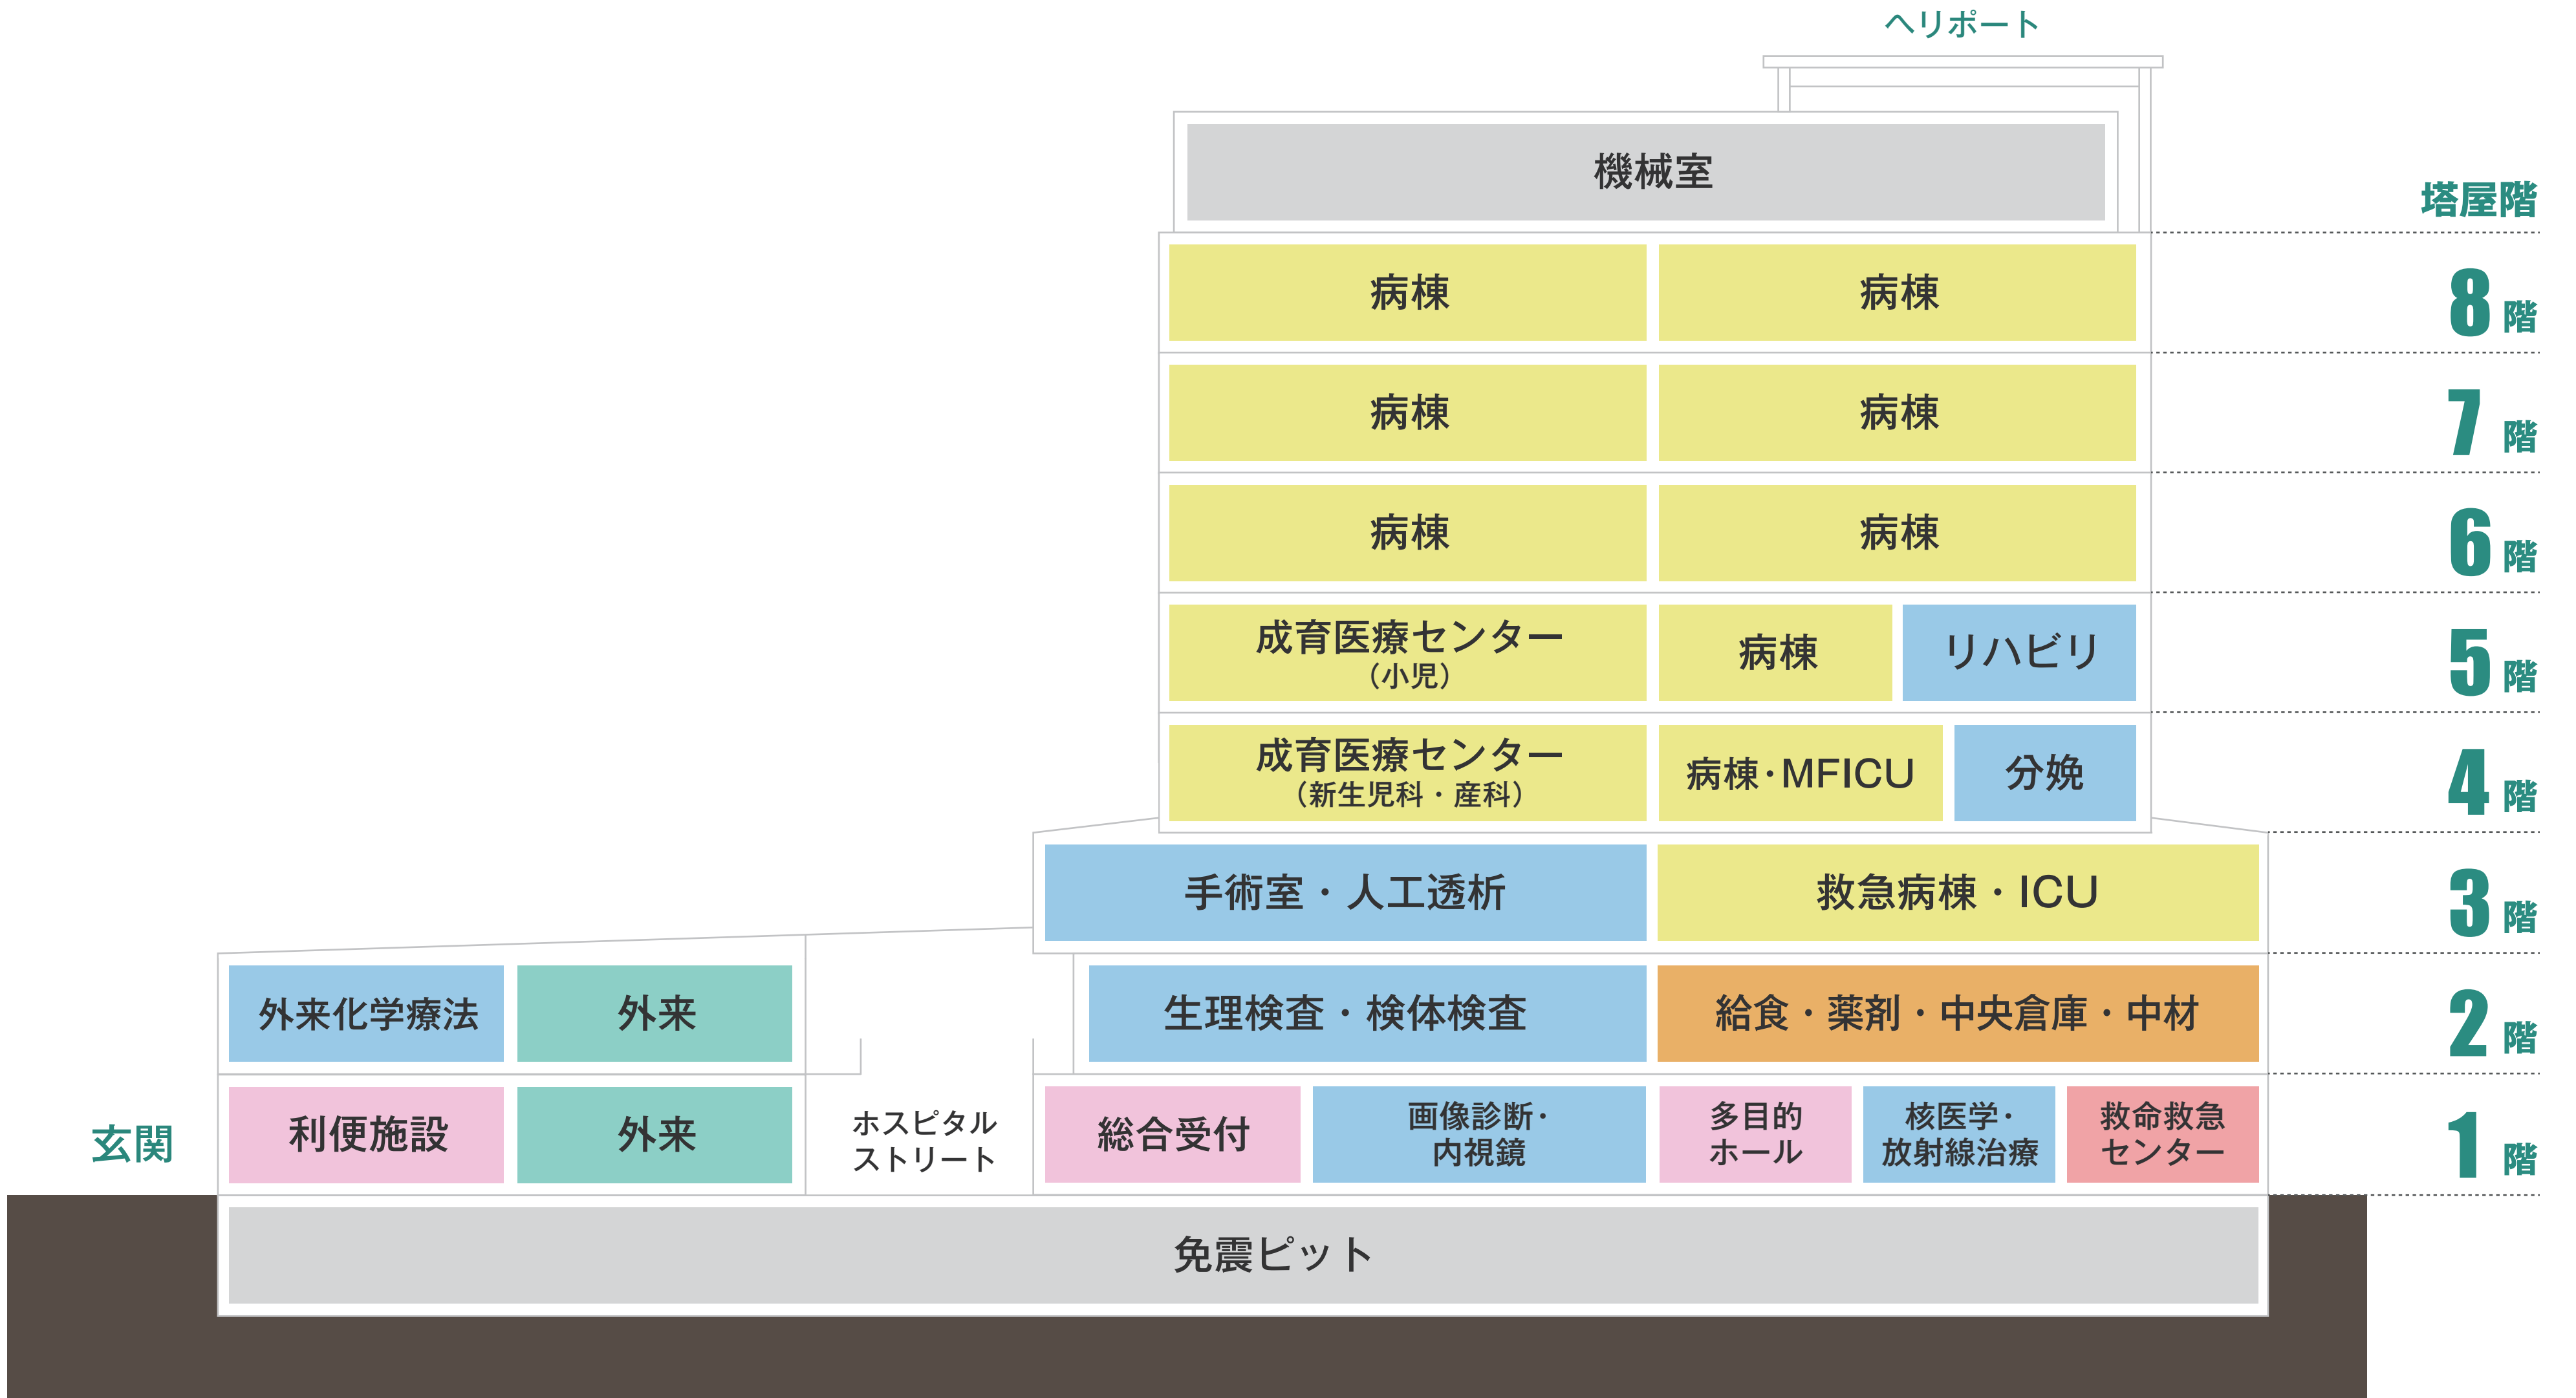 ヘリポート
機械室
塔屋階
病棟
病棟
8階
病棟
病棟
7階
病棟
病棟
6階
成育医療センター
（小児）
病棟
リハビリ
5階
成育医療センター
（新生児科・産科）
病棟・MFICU
分娩
4階
手術室・人工透析
救急病棟・ICU
3階
外来化学療法
外来
生理検査・検体検査
給食・薬剤・中央倉庫・中材
2階
玄関
利便施設
外来
ホスピタル
ストリート
総合受付
画像診断・
内視鏡
多目的
ホール
核医学・
放射線治療
救命救急
センター
1階
免震ピット